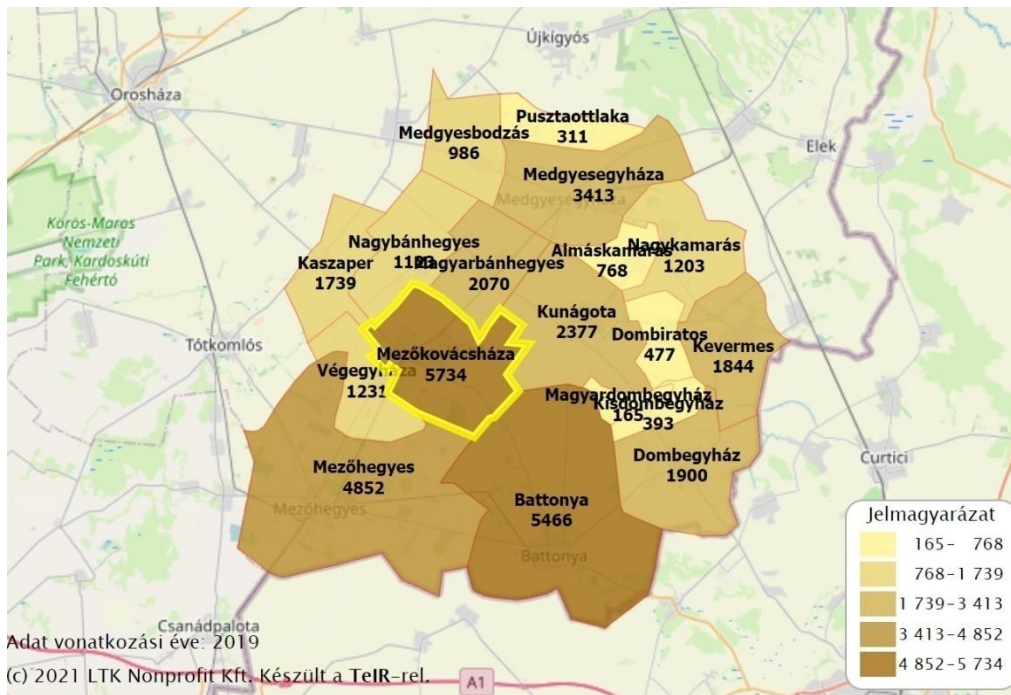 Újkígyós
Orosháza
Pusztaottlaka
311
Medgyesbodzás
986
Elek
Medgyesegyháza
3413
Medgyesegyháza
Körös-Maros
Nemzeti
Park, Kardoskúti
Fehértó
Nagybánhegyes
Almáskamarás
768
Nagykamarás
1203
Kaszaper
1739
Magyarbánhegyes
2070
Kunágota
2377
Dombiratos
477
Kevermes
1844
Tótkomlós
Mezőkovácsháza
5734
Végegyháza
1231
Magyardombegyház
165
Kisdombegyház
393
Mezőhegyes
4852
Mezőhegyes
Dombegyház
1900
Curtici
Battonya
5466
Battonya
Jelmagyarázat
165- 768
768-1 739
1 739-3 413
3 413-4 852
4 852-5 734
Csanádpalota
Adat vonatkozási éve: 2019
(c) 2021 LTK Nonprofit Kft. Készült a TeIR-rel.
A1